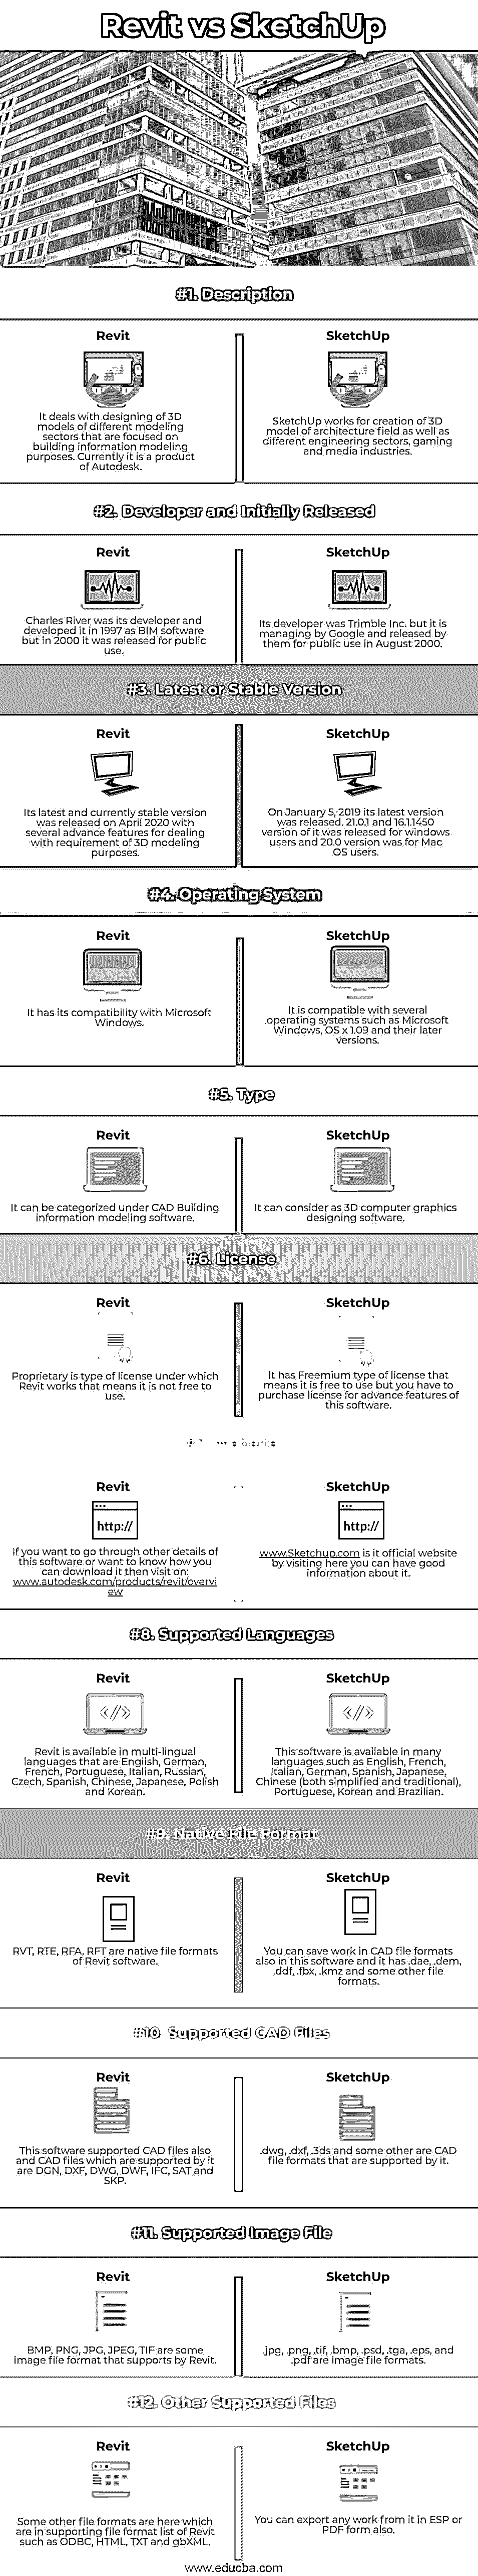 Revit vs SketchUp
#1. Description
Revit
It deals with designing of 3D
models of different modeling
sectors that are focused on
building information modeling
purposes. Currently it is a product
of Autodesk.
SketchUp
SketchUp works for creation of 3D
model of architecture field as well as
different engineering sectors, gaming
and media industries.
#2. Developer and Initially Released
Revit
Charles River was its developer and
developed it in 1997 as BIM software
but in 2000 it was released for public
use.
SketchUp
Its developer was Trimble Inc. but it is
managing by Google and released by
them for public use in August 2000.
#3. Latest or Stable Version
Revit
Its latest and currently stable version
was released on April 2020 with
several advance features for dealing
with requirement of 3D modeling
purposes.
SketchUp
On January 5, 2019 its latest version
was released. 21.0.1 and 16.1.1450
version of it was released for windows
users and 20.0 version was for Mac
OS users.
#4. Operating System
Revit
It has its compatibility with Microsoft
Windows.
SketchUp
It is compatible with several
operating systems such as Microsoft
Windows, OS x 1.09 and their later
versions.
#5. Type
Revit
It can be categorized under CAD Building
information modeling software.
SketchUp
It can consider as 3D computer graphics
designing software.
#6. License
Revit
Proprietary is type of license under which
Revit works that means it is not free to
use.
SketchUp
It has Freemium type of license that
means it is free to use but you have to
purchase license for advance features of
this software.
Revit
http://
If you want to go through other details of
this software or want to know how you
can download it then visit on:
www.autodesk.com/products/revit/overvi
ew
SketchUp
http://
www.Sketchup.com is it official website
by visiting here you can have good
information about it.
#8. Supported Languages
Revit
</>
Revit is available in multi-lingual
languages that are English, German,
French, Portuguese, Italian, Russian,
Czech, Spanish, Chinese, Japanese, Polish
and Korean.
SketchUp
</>
This software is available in many
languages such as English, French,
Italian, German, Spanish, Japanese,
Chinese (both simplified and traditional),
Portuguese, Korean and Brazilian.
#9. Native File Format
Revit
RVT, RTE, RFA, RFT are native file formats
of Revit software.
SketchUp
You can save work in CAD file formats
also in this software and it has .dae, .dem,
.ddf, .fbx, .kmz and some other file
formats.
#10. Supported CAD Files
Revit
This software supported CAD files also
and CAD files which are supported by it
are DGN, DXF, DWG, DWF, IFC, SAT and
SKP.
SketchUp
.dwg, .dxf, .3ds and some other are CAD
file formats that are supported by it.
#11. Supported Image File
Revit
BMP, PNG, JPG, JPEG, TIF are some
image file format that supports by Revit.
SketchUp
.jpg, .png, .tif, .bmp, .psd, .tga, .eps, and
.pdf are image file formats.
#12. Other Supported Files
Revit
Some other file formats are here which
are in supporting file format list of Revit
such as ODBC, HTML, TXT and gbXML.
SketchUp
You can export any work from it in ESP or
PDF form also.
www.educba.com